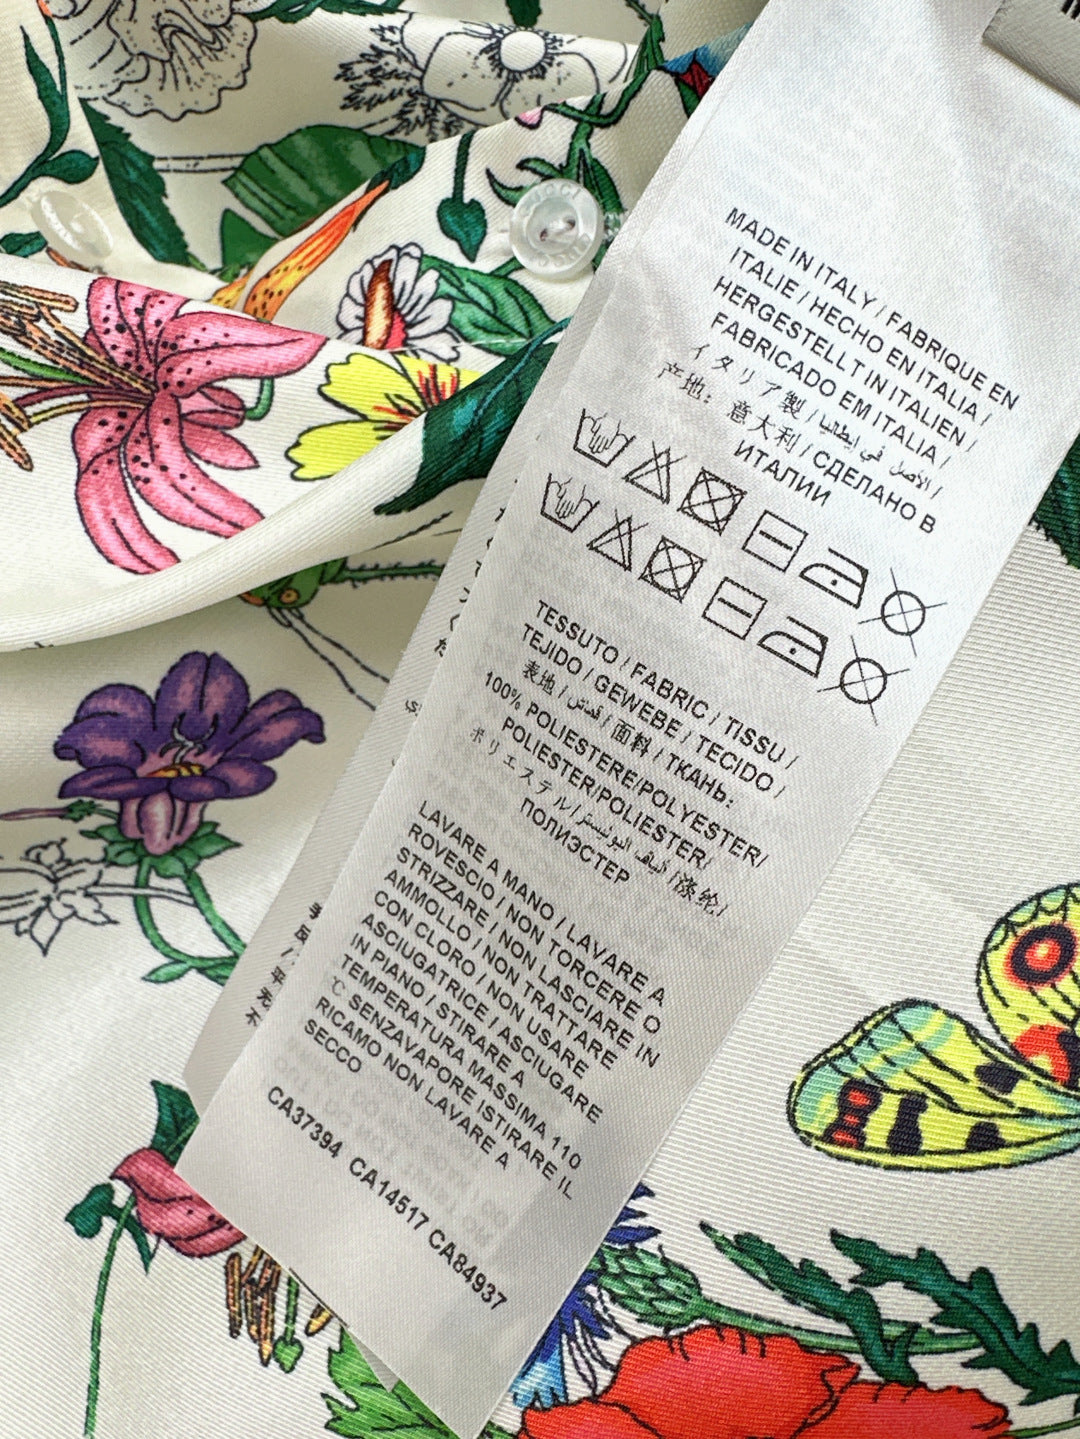 MADE IN ITALY / FABRIQUE EN
ITALIE / HECHO EN ITALIA /
HERGESTELLT IN ITALIEN /
FABRICADO EM ITALIA /
イタリア製 / الأصل في إيطاليا /
产地：意大利 / СДЕЛАНО В
ИТАЛИИ
TESSUTO / FABRIC / TISSU /
TEJIDO / GEWEBE / TECIDO /
表地 / قماش / 面料 / ТКАНЬ:
100% POLIESTERE/POLYESTER/
POLIESTER/POLIESTER/
ポリエステル/ألياف البوليستر/涤纶/
ПОЛИЭСТЕР
LAVARE A MANO / LAVARE A
ROVESCIO / NON TORCERE O
STRIZZARE / NON LASCIARE IN
AMMOLLO / NON TRATTARE
CON CLORO / NON USARE
ASCIUGATRICE / ASCIUGARE
IN PIANO / STIRARE A
TEMPERATURA MASSIMA 110
°C SENZAVAPORE ISTIRARE IL
RICAMO NON LAVARE A
SECCO
CA37394 CA14517 CA84937